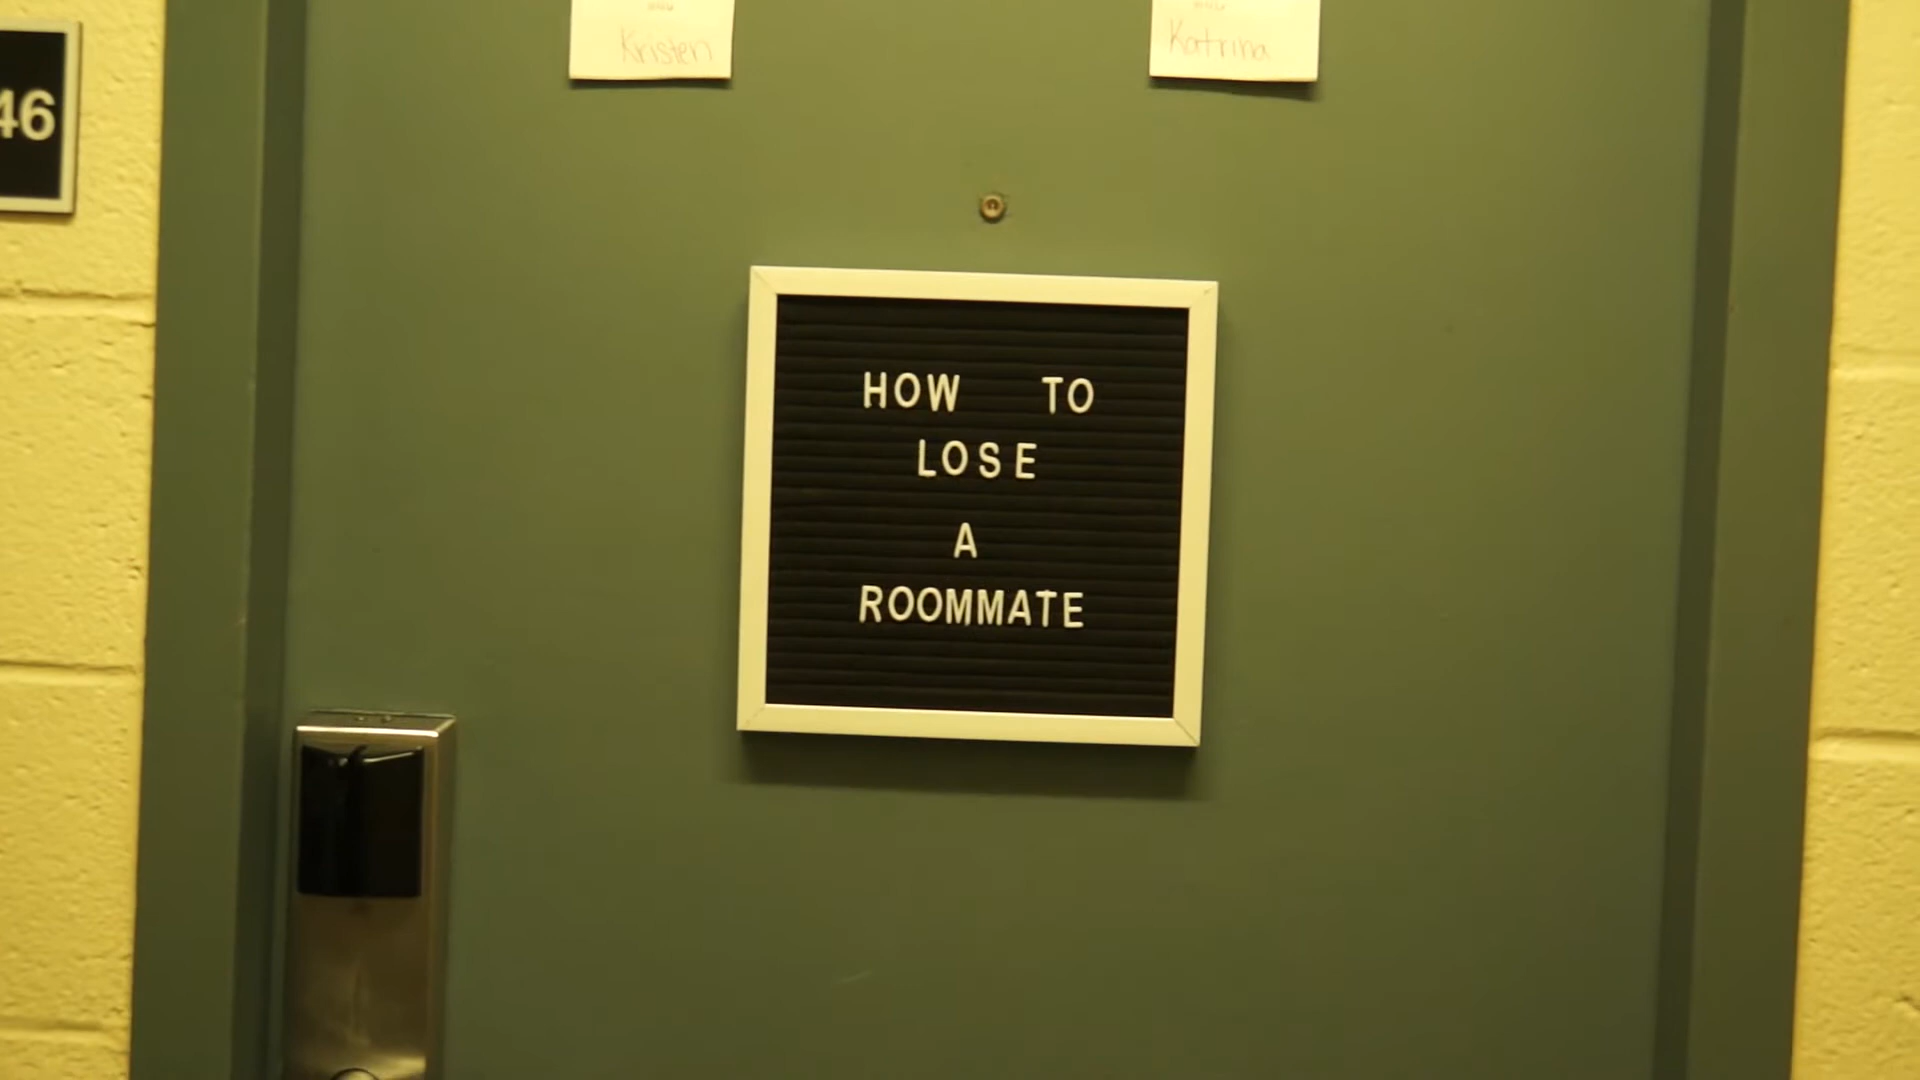 Kristen
Katrina
46
HOW TO
LOSE
A
ROOMMATE